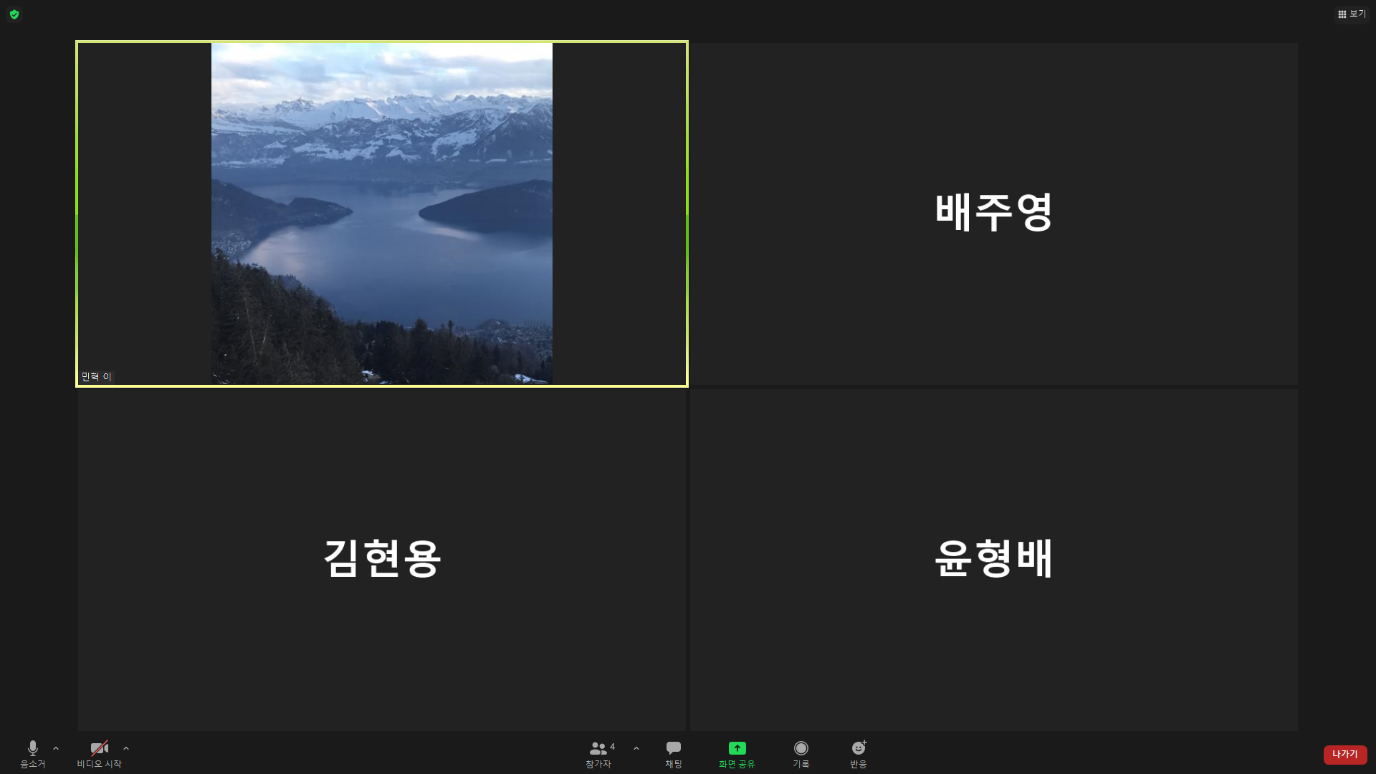 보기
배주영
민혁 이
김현용
윤형배
음소거
비디오 시작
4
참가자
채팅
화면 공유
기록
반응
나가기